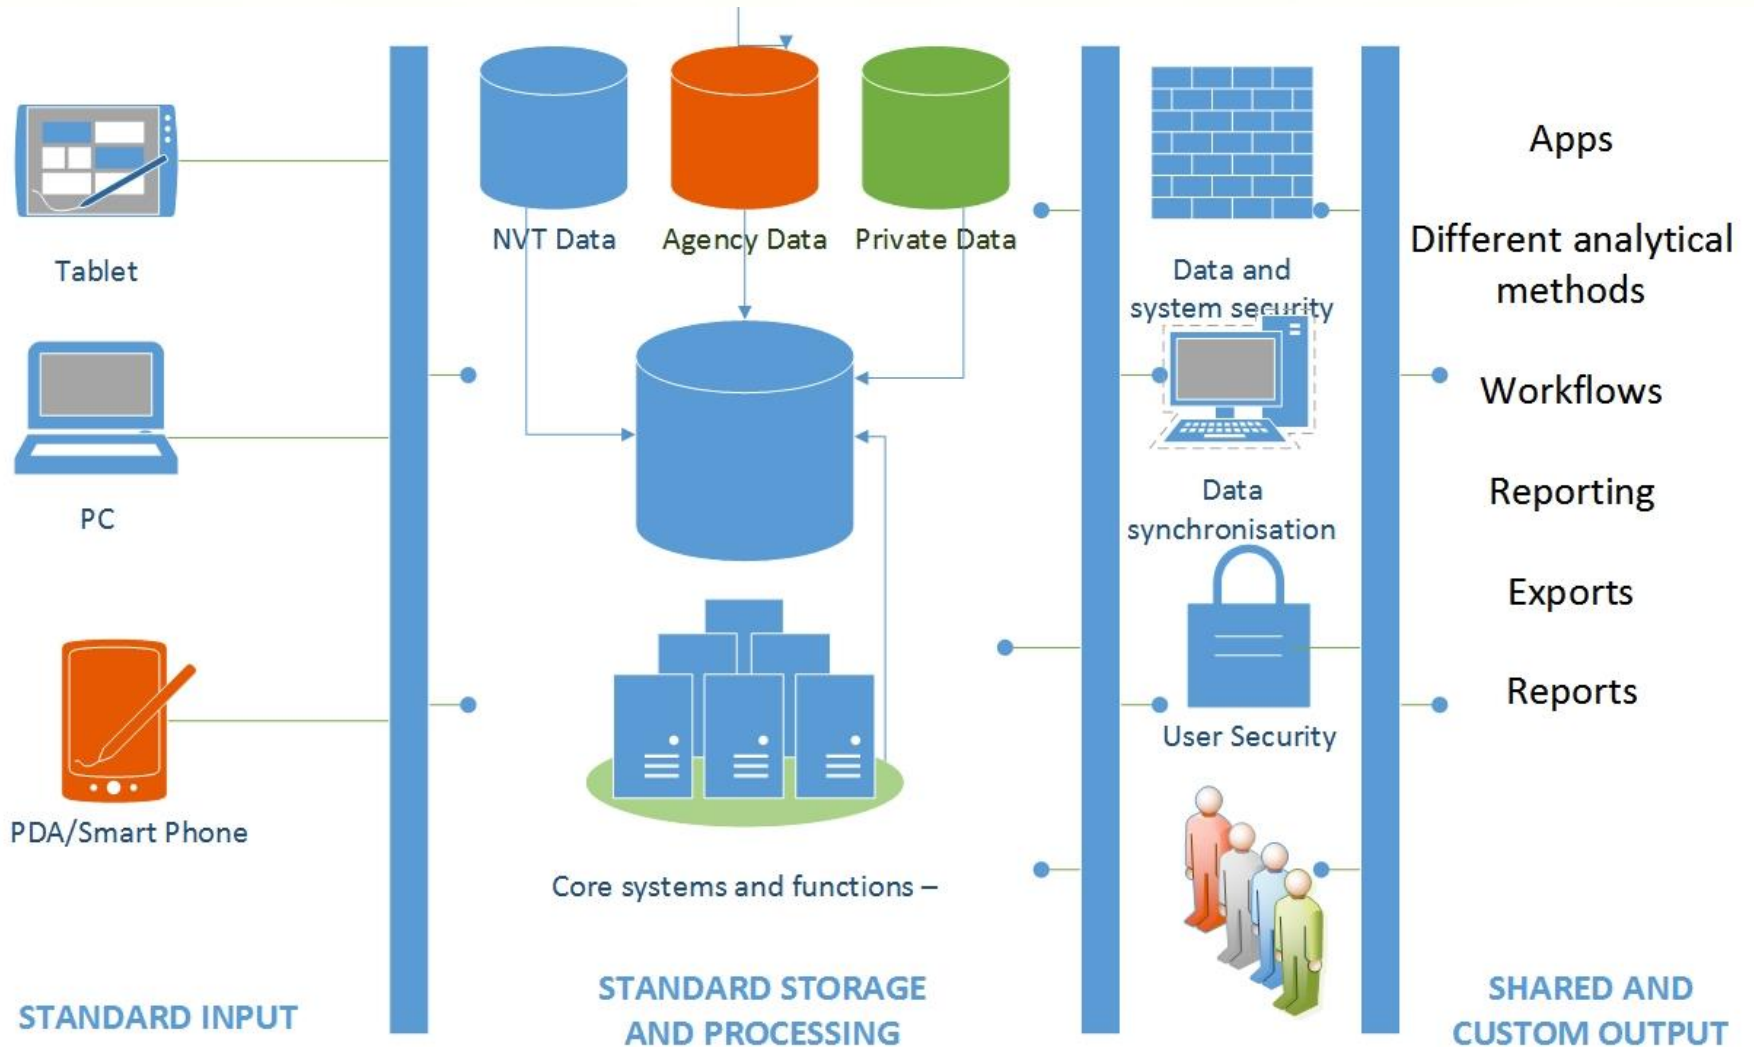 Tablet
PC
PDA/Smart Phone
STANDARD INPUT
NVT Data
Agency Data
Private Data
Core systems and functions –
STANDARD STORAGE
AND PROCESSING
Data and
system security
Data
synchronisation
User Security
Apps
Different analytical
methods
Workflows
Reporting
Exports
Reports
SHARED AND
CUSTOM OUTPUT